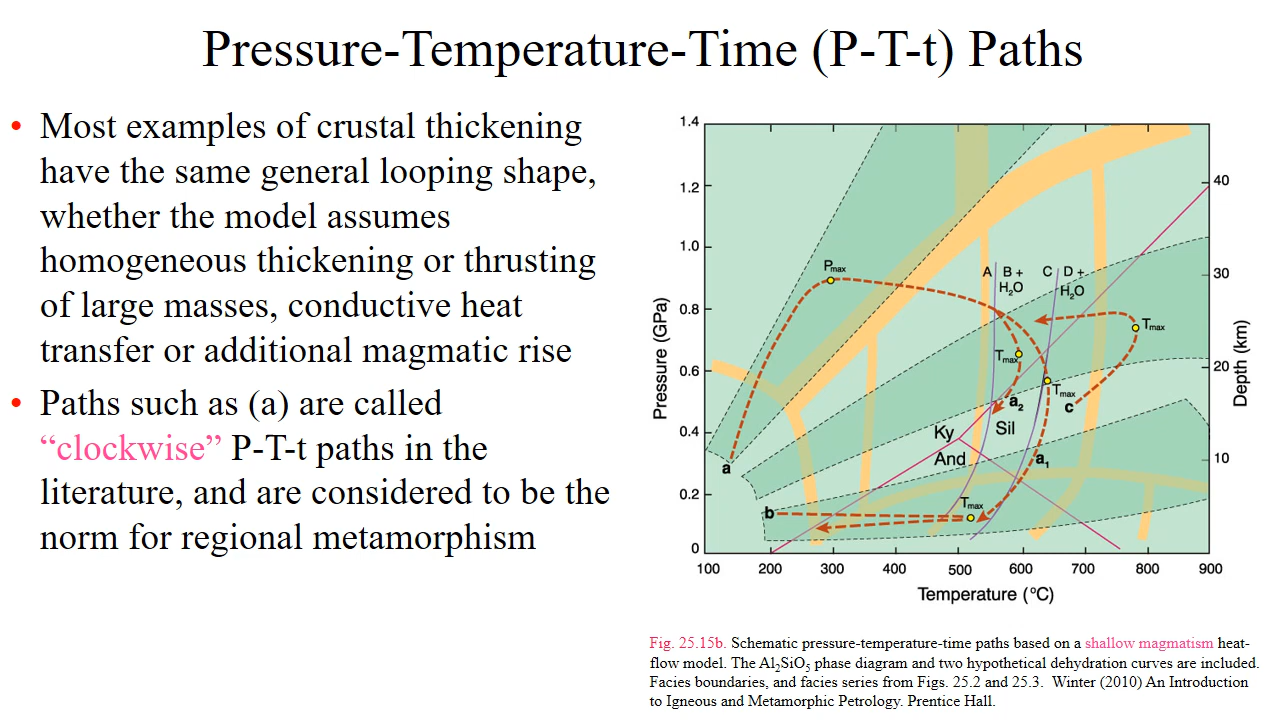 Pressure-Temperature-Time (P-T-t) Paths
• Most examples of crustal thickening
have the same general looping shape,
whether the model assumes
homogeneous thickening or thrusting
of large masses, conductive heat
transfer or additional magmatic rise
• Paths such as (a) are called
“clockwise” P-T-t paths in the
literature, and are considered to be the
norm for regional metamorphism
1.4
1.2
1.0
0.8
0.6
0.4
0.2
0
Pressure (GPa)
100 200 300 400 500 600 700 800 900
Temperature (°C)
40
30
20
10
Depth (km)
Pmax
A B +
H₂O
C D +
H₂O
Tmax
Tmax
Tmax
c
a₂
Ky
Sil
And
a
a₁
b
Tmax
Fig. 25.15b. Schematic pressure-temperature-time paths based on a shallow magmatism heat-
flow model. The Al₂SiO₅ phase diagram and two hypothetical dehydration curves are included.
Facies boundaries, and facies series from Figs. 25.2 and 25.3. Winter (2010) An Introduction
to Igneous and Metamorphic Petrology. Prentice Hall.